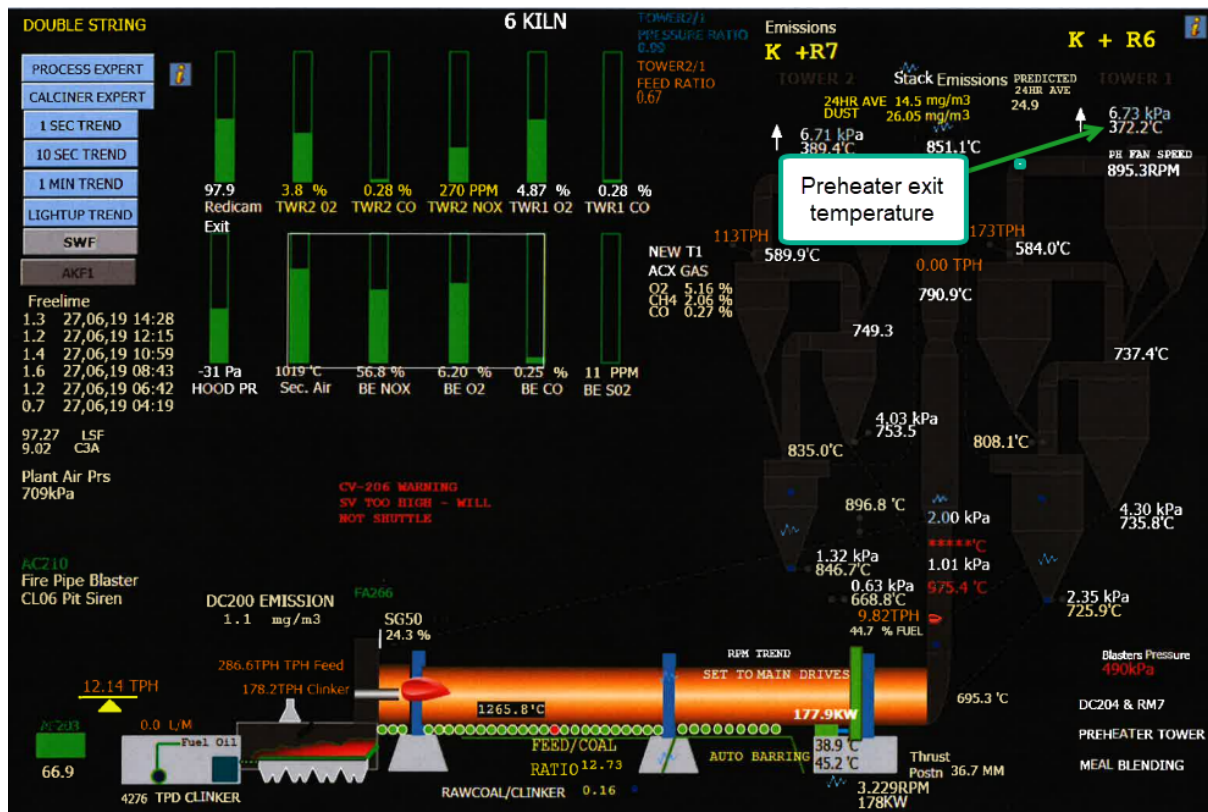 DOUBLE STRING
6 KILN
TOWER2/1
PRESSURE RATIO
0.99
TOWER2/1
FEED RATIO
0.67
Emissions
K +R7
K + R6
TOWER 2
Stack Emissions
PREDICTED
24HR AVE
24.9
TOWER 1
24HR AVE 14.5 mg/m3
DUST 26.05 mg/m3
6.71 kPa
389.4°C
851.1°C
6.73 kPa
372.2°C
PH FAN SPEED
895.3RPM
Preheater exit
temperature
PROCESS EXPERT
CALCINER EXPERT
1 SEC TREND
10 SEC TREND
1 MIN TREND
LIGHTUP TREND
SWF
AKF1
97.9
Redicam
Exit
3.8 %
TWR2 02
0.28 %
TWR2 CO
270 PPM
TWR2 NOX
4.87 %
TWR1 O2
0.28 %
TWR1 CO
113TPH
589.9°C
173TPH
584.0°C
0.00 TPH
790.9°C
NEW T1
ACX GAS
O2 5.16 %
CH4 2.06 %
CO 0.27 %
749.3
737.4°C
Freelime
1.3 27,06,19 14:28
1.2 27,06,19 12:15
1.4 27,06,19 10:59
1.6 27,06,19 08:43
1.2 27,06,19 06:42
0.7 27,06,19 04:19
-31 Pa
HOOD PR
1019 °C
Sec. Air
56.8 %
BE NOX
6.20 %
BE O2
0.25 %
BE CO
11 PPM
BE S02
97.27 LSF
9.02 C3A
4.03 kPa
753.5
835.0°C
808.1°C
Plant Air Prs
709kPa
CV-206 WARNING
SV TOO HIGH - WILL
NOT SHUTTLE
896.8 °C
2.00 kPa
*****°C
1.01 kPa
975.4 °C
4.30 kPa
735.8°C
1.32 kPa
846.7°C
0.63 kPa
668.8°C
2.35 kPa
725.9°C
AC210
Fire Pipe Blaster
CL06 Pit Siren
DC200 EMISSION
1.1 mg/m3
FA266
SG50
24.3 %
9.82TPH
44.7 % FUEL
286.6TPH TPH Feed
178.2TPH Clinker
RPM TREND
SET TO MAIN DRIVES
Blasters Pressure
490kPa
12.14 TPH
1265.8°C
177.9KW
695.3 °C
DC204 & RM7
0.0 L/M
Fuel Oil
66.9
FEED/COAL
RATIO 12.73
AUTO BARRING
38.9 °C
45.2 °C
Thrust
Postn 36.7 MM
PREHEATER TOWER
MEAL BLENDING
4276 TPD CLINKER
RAWCOAL/CLINKER 0.16
3.229RPM
178KW